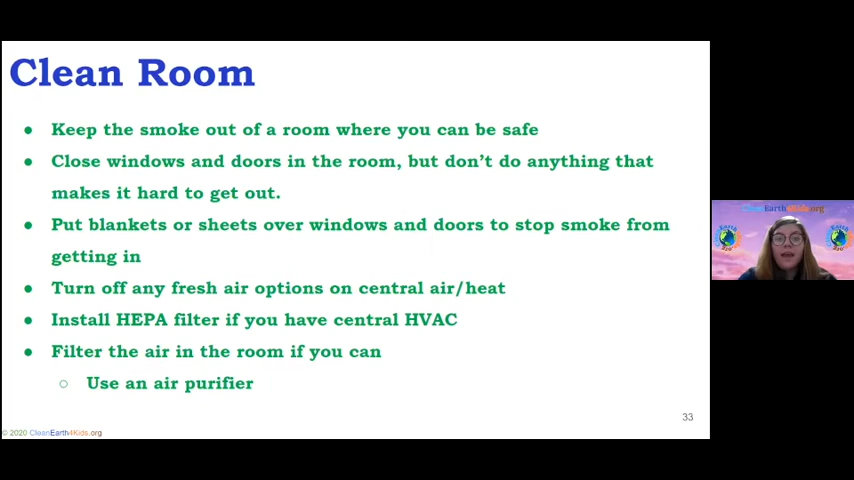 Clean Room
● Keep the smoke out of a room where you can be safe
● Close windows and doors in the room, but don't do anything that
makes it hard to get out.
● Put blankets or sheets over windows and doors to stop smoke from
getting in
● Turn off any fresh air options on central air/heat
● Install HEPA filter if you have central HVAC
● Filter the air in the room if you can
○ Use an air purifier
33
© 2020 CleanEarth4Kids.org
CleanEarth4Kids.org